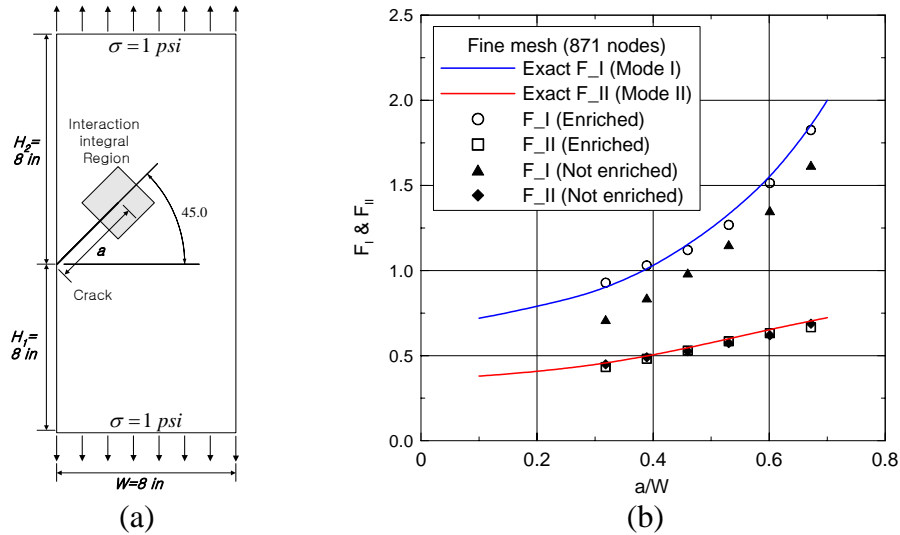 σ = 1 psi
H2=
8 in
Interaction
integral
Region
45.0
a
Crack
H1=
8 in
σ = 1 psi
W=8 in
(a)
2.5
2.0
1.5
1.0
0.5
0.0
FI & FII
Fine mesh (871 nodes)
Exact F_I (Mode I)
Exact F_II (Mode II)
F_I (Enriched)
F_II (Enriched)
F_I (Not enriched)
F_II (Not enriched)
0 0.2 0.4 0.6 0.8
a/W
(b)